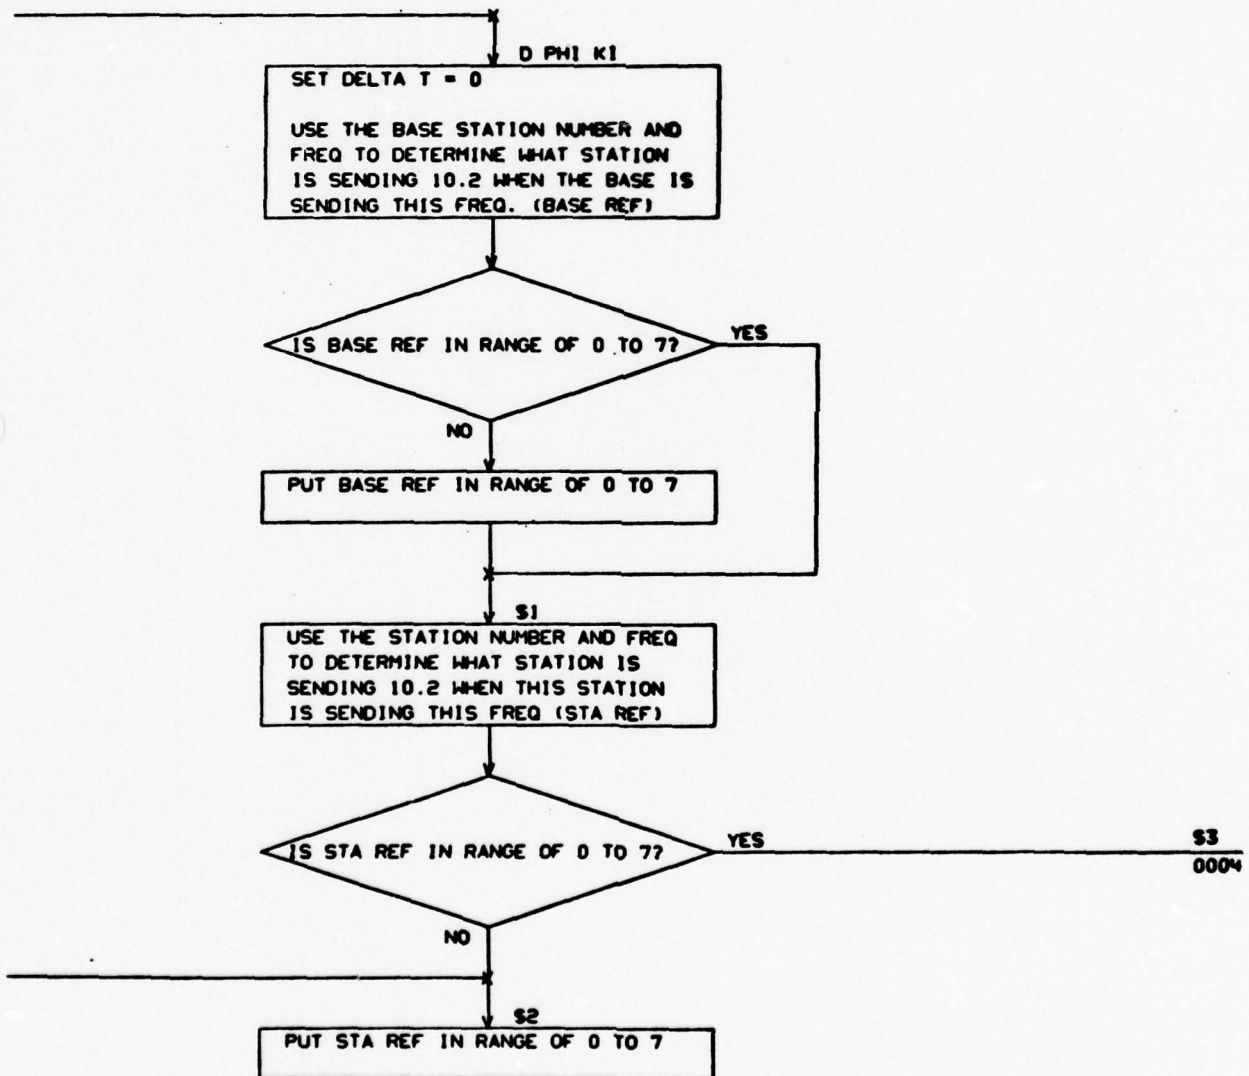 D PHI K1
SET DELTA T = 0
USE THE BASE STATION NUMBER AND
FREQ TO DETERMINE WHAT STATION
IS SENDING 10.2 WHEN THE BASE IS
SENDING THIS FREQ. (BASE REF)
IS BASE REF IN RANGE OF 0 TO 7?
YES
NO
PUT BASE REF IN RANGE OF 0 TO 7
S1
USE THE STATION NUMBER AND FREQ
TO DETERMINE WHAT STATION IS
SENDING 10.2 WHEN THIS STATION
IS SENDING THIS FREQ (STA REF)
IS STA REF IN RANGE OF 0 TO 7?
YES
S3
0004
NO
S2
PUT STA REF IN RANGE OF 0 TO 7